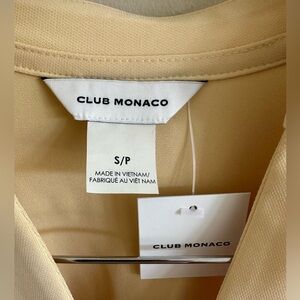 CLUB MONACO
S/P
MADE IN VIETNAM/
FABRIQUÉ AU VIÊT NAM
CLUB MONACO